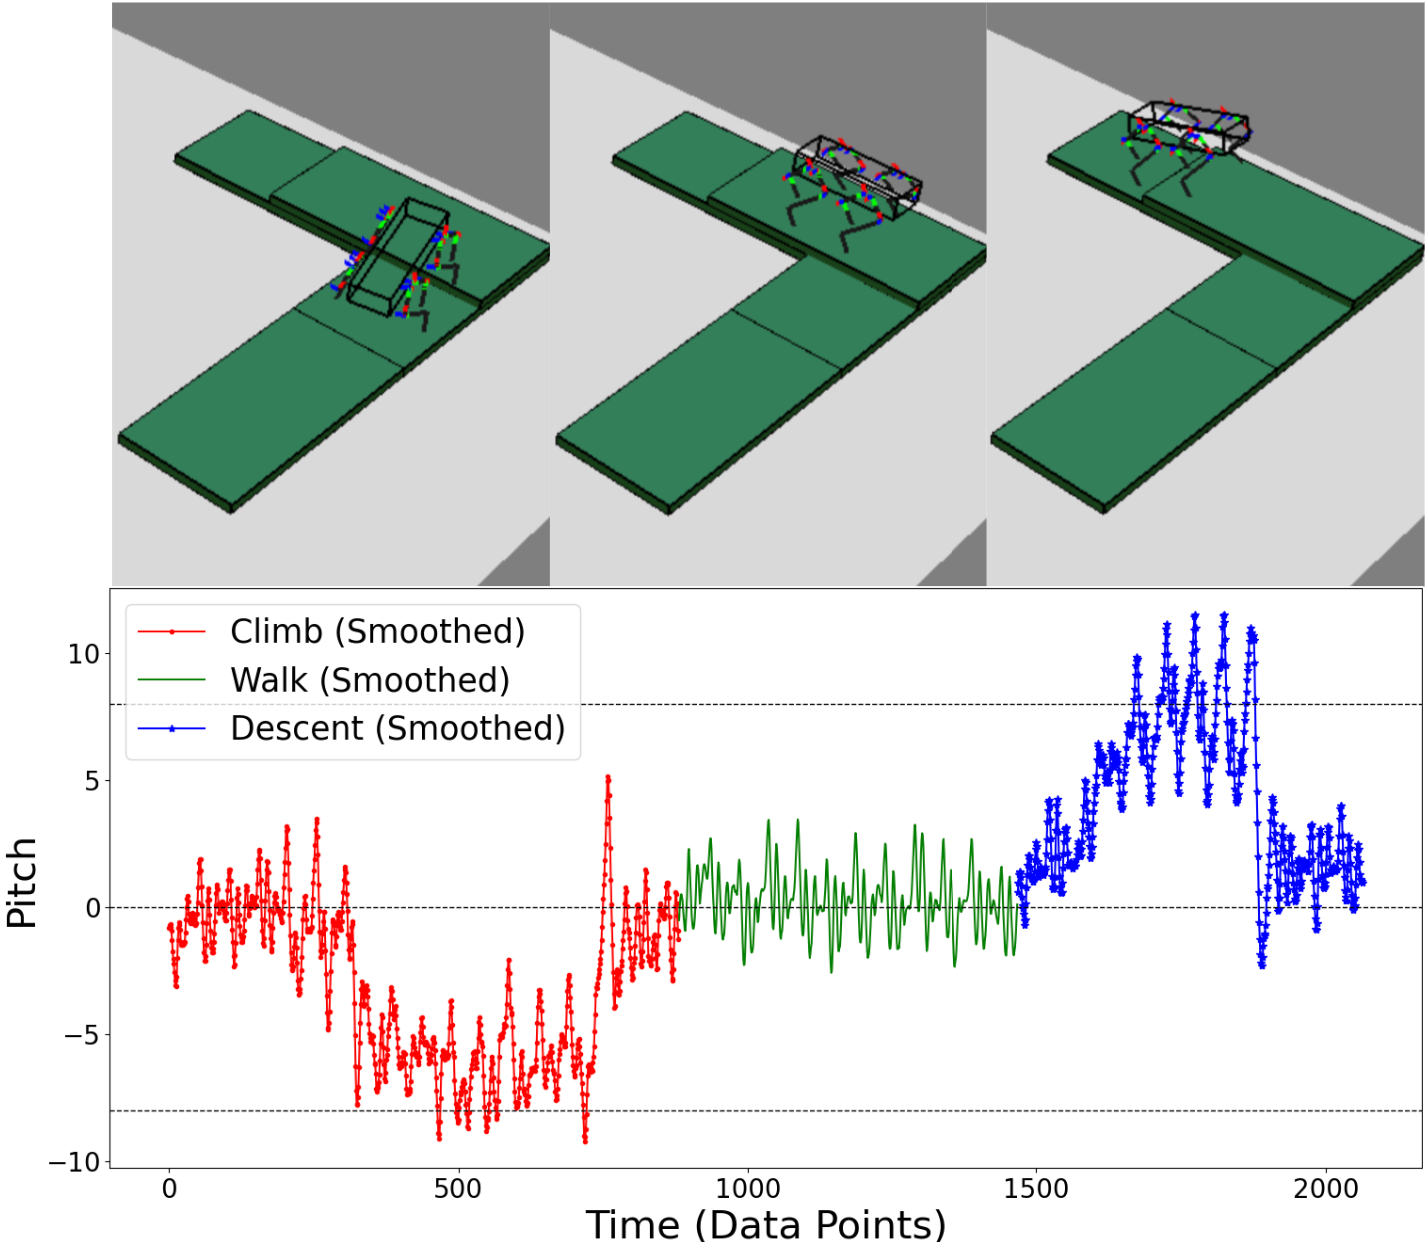 Climb (Smoothed)
Walk (Smoothed)
Descent (Smoothed)
10
5
0
−5
−10
Pitch
0 500 1000 1500 2000
Time (Data Points)